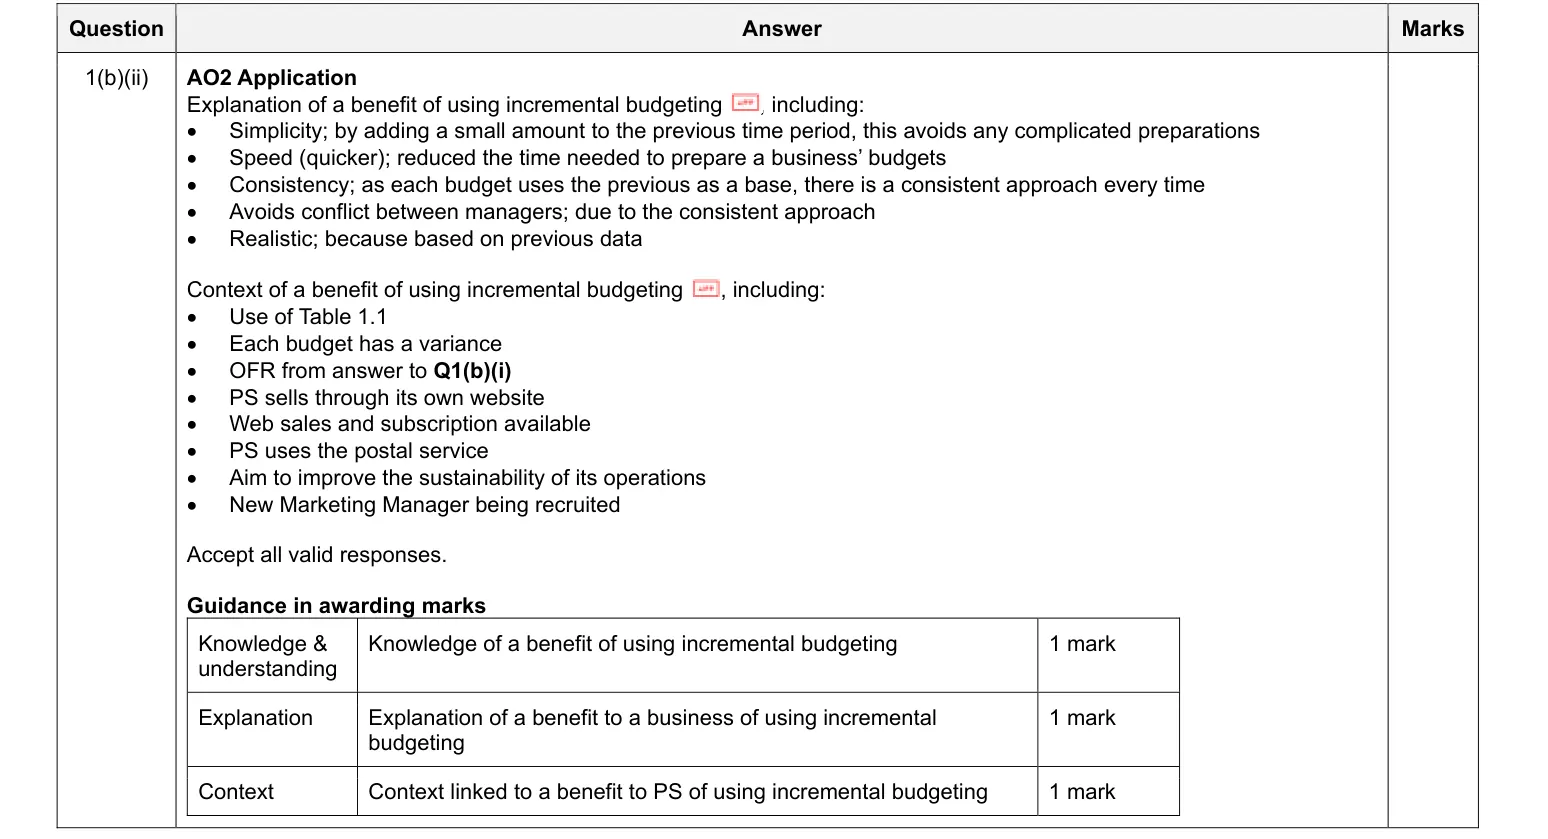 Question Answer Marks
1(b)(ii)
AO2 Application
Explanation of a benefit of using incremental budgeting , including:
• Simplicity; by adding a small amount to the previous time period, this avoids any complicated preparations
• Speed (quicker); reduced the time needed to prepare a business’ budgets
• Consistency; as each budget uses the previous as a base, there is a consistent approach every time
• Avoids conflict between managers; due to the consistent approach
• Realistic; because based on previous data
Context of a benefit of using incremental budgeting , including:
• Use of Table 1.1
• Each budget has a variance
• OFR from answer to Q1(b)(i)
• PS sells through its own website
• Web sales and subscription available
• PS uses the postal service
• Aim to improve the sustainability of its operations
• New Marketing Manager being recruited
Accept all valid responses.
Guidance in awarding marks
Knowledge & understanding
Knowledge of a benefit of using incremental budgeting
1 mark
Explanation
Explanation of a benefit to a business of using incremental
budgeting
1 mark
Context
Context linked to a benefit to PS of using incremental budgeting
1 mark